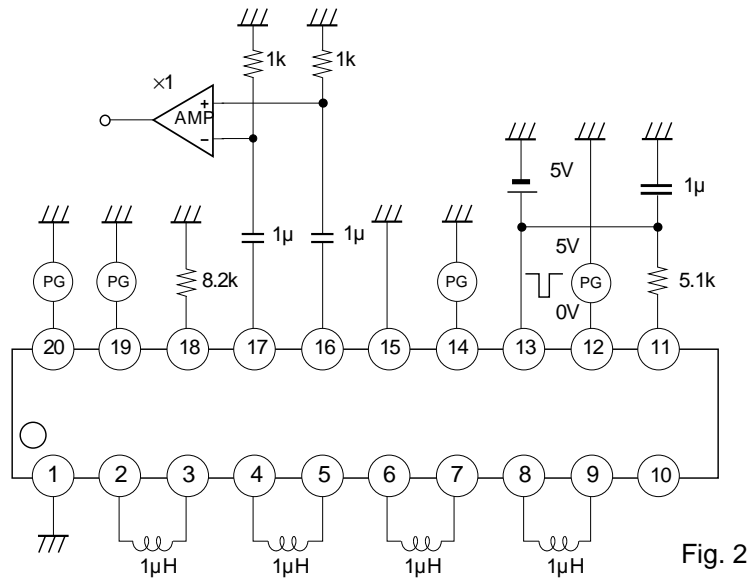 1k 1k
×1
+
AMP
−
5V 1µ
1µ 1µ
5V
PG PG 8.2k PG PG 5.1k
0V
20 19 18 17 16 15 14 13 12 11
1 2 3 4 5 6 7 8 9 10
1µH 1µH 1µH 1µH
Fig. 2